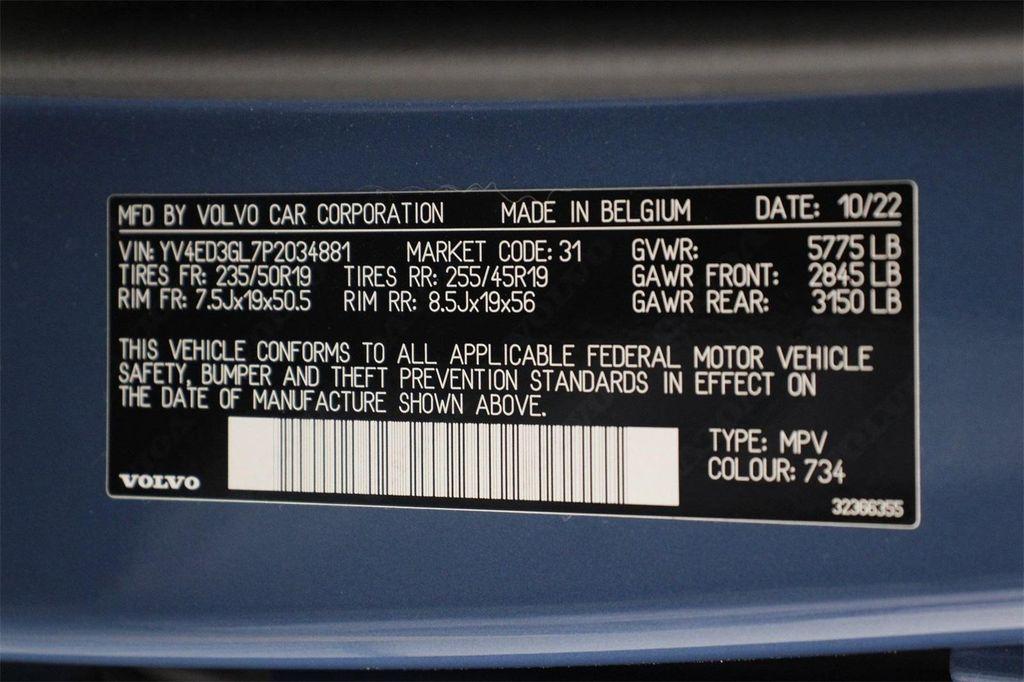 MFD BY VOLVO CAR CORPORATION MADE IN BELGIUM DATE: 10/22
VIN: YV4ED3GL7P2034881 MARKET CODE: 31 GVWR: 5775 LB
TIRES FR: 235/50R19 TIRES RR: 255/45R19 GAWR FRONT: 2845 LB
RIM FR: 7.5Jx19x50.5 RIM RR: 8.5Jx19x56 GAWR REAR: 3150 LB
THIS VEHICLE CONFORMS TO ALL APPLICABLE FEDERAL MOTOR VEHICLE
SAFETY, BUMPER AND THEFT PREVENTION STANDARDS IN EFFECT ON
THE DATE OF MANUFACTURE SHOWN ABOVE.
TYPE: MPV
COLOUR: 734
VOLVO
32366355